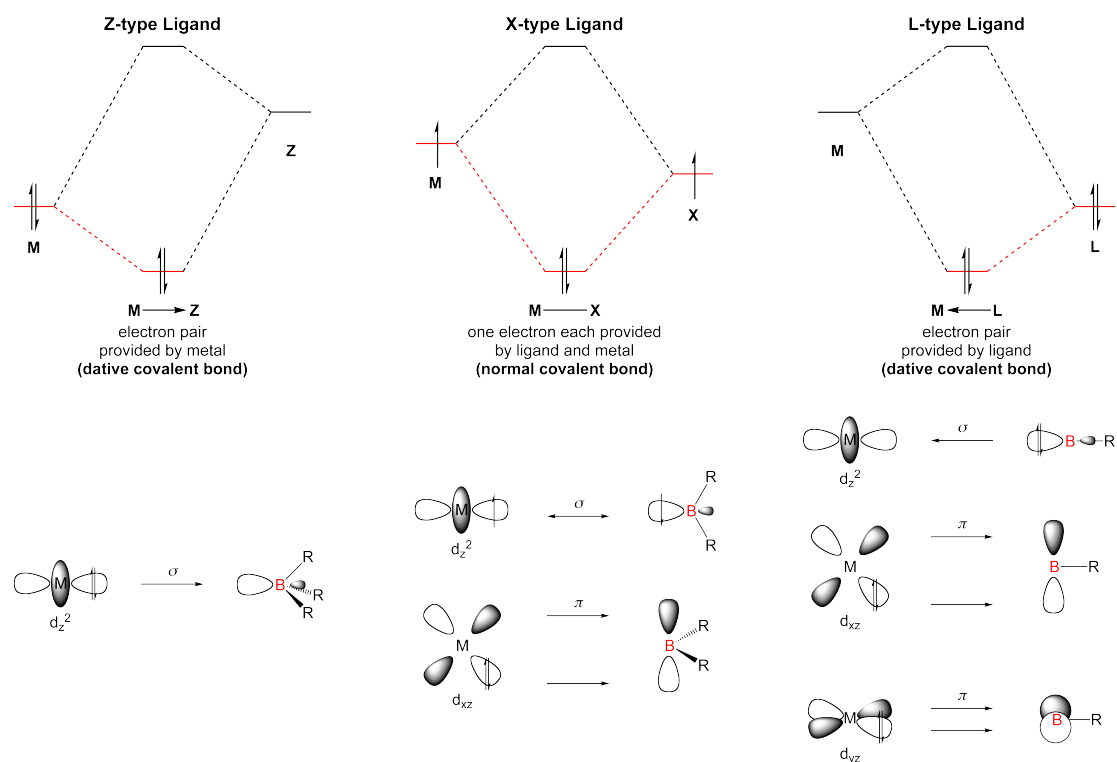 Z-type Ligand
X-type Ligand
L-type Ligand
M
Z
M
X
M
L
M Z
electron pair
provided by metal
(dative covalent bond)
M X
one electron each provided
by ligand and metal
(normal covalent bond)
M L
electron pair
provided by ligand
(dative covalent bond)
M
dz2
σ
B
R
R
R
M
dz2
σ
B
R
R
M
dxz
π
B
R
R
M
dz2
σ
B
R
M
dxz
π
B
R
M
dyz
π
B
R